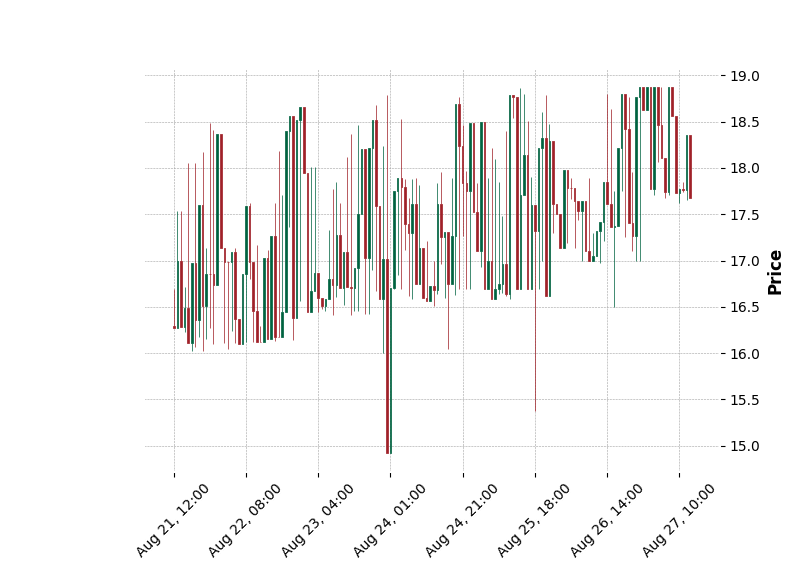 19.0
18.5
18.0
17.5
17.0
16.5
16.0
15.5
15.0
Price
Aug 21, 12:00
Aug 22, 08:00
Aug 23, 04:00
Aug 24, 01:00
Aug 24, 21:00
Aug 25, 18:00
Aug 26, 14:00
Aug 27, 10:00